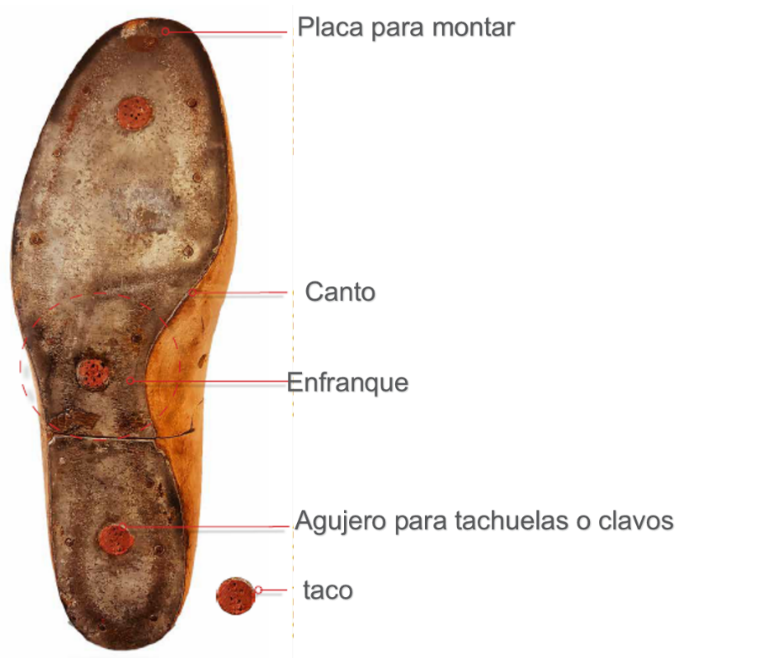 Placa para montar
Canto
Enfranque
Agujero para tachuelas o clavos
taco